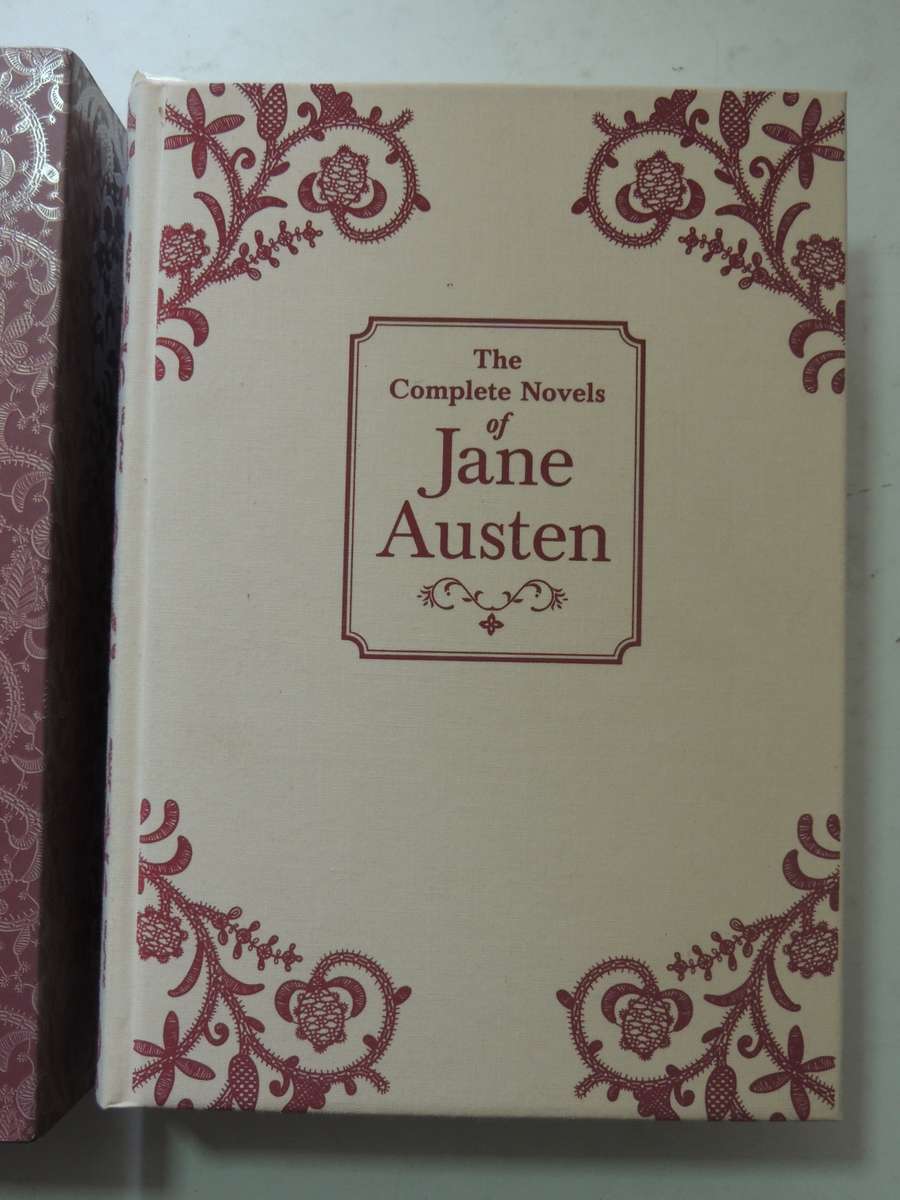 The
Complete Novels
of
Jane
Austen